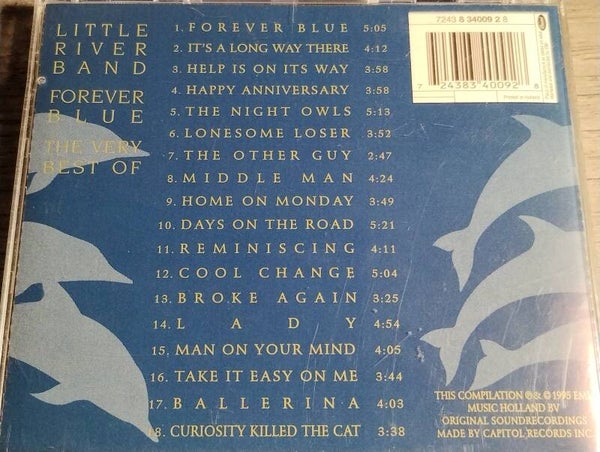 LITTLE
RIVER
BAND
FOREVER
BLUE
THE VERY
BEST OF
1. FOREVER BLUE 5:05
2. IT'S A LONG WAY THERE 4:12
3. HELP IS ON ITS WAY 3:58
4. HAPPY ANNIVERSARY 3:58
5. THE NIGHT OWLS 5:13
6. LONESOME LOSER 3:52
7. THE OTHER GUY 2:47
8. MIDDLE MAN 4:24
9. HOME ON MONDAY 3:49
10. DAYS ON THE ROAD 5:21
11. REMINISCING 4:11
12. COOL CHANGE 5:04
13. BROKE AGAIN 3:25
14. LADY 4:54
15. MAN ON YOUR MIND 4:05
16. TAKE IT EASY ON ME 3:44
17. BALLERINA 4:03
18. CURIOSITY KILLED THE CAT 3:38
7243 8 34009 2 8
7 24383 40092 8
THIS COMPILATION ℗ & © 1995 EMI
MUSIC HOLLAND BV
ORIGINAL SOUNDRECORDINGS
MADE BY CAPITOL RECORDS INC.